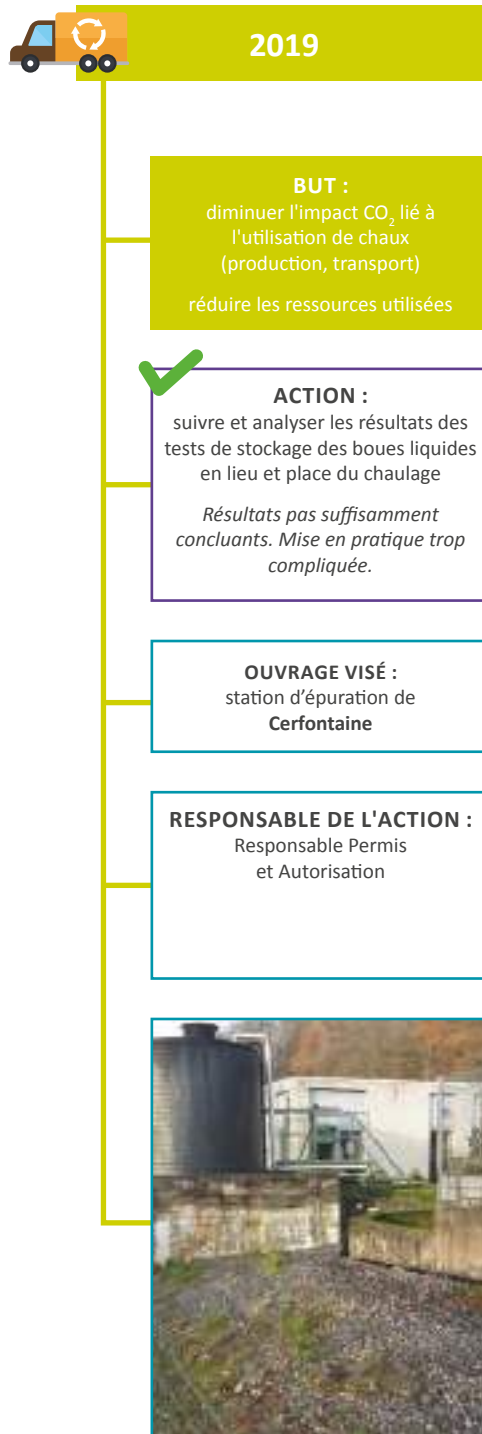 2019
BUT :
diminuer l'impact CO₂ lié à
l'utilisation de chaux
(production, transport)
réduire les ressources utilisées
ACTION :
suivre et analyser les résultats des
tests de stockage des boues liquides
en lieu et place du chaulage
Résultats pas suffisamment
concluants. Mise en pratique trop
compliquée.
OUVRAGE VISÉ :
station d’épuration de
Cerfontaine
RESPONSABLE DE L'ACTION :
Responsable Permis
et Autorisation